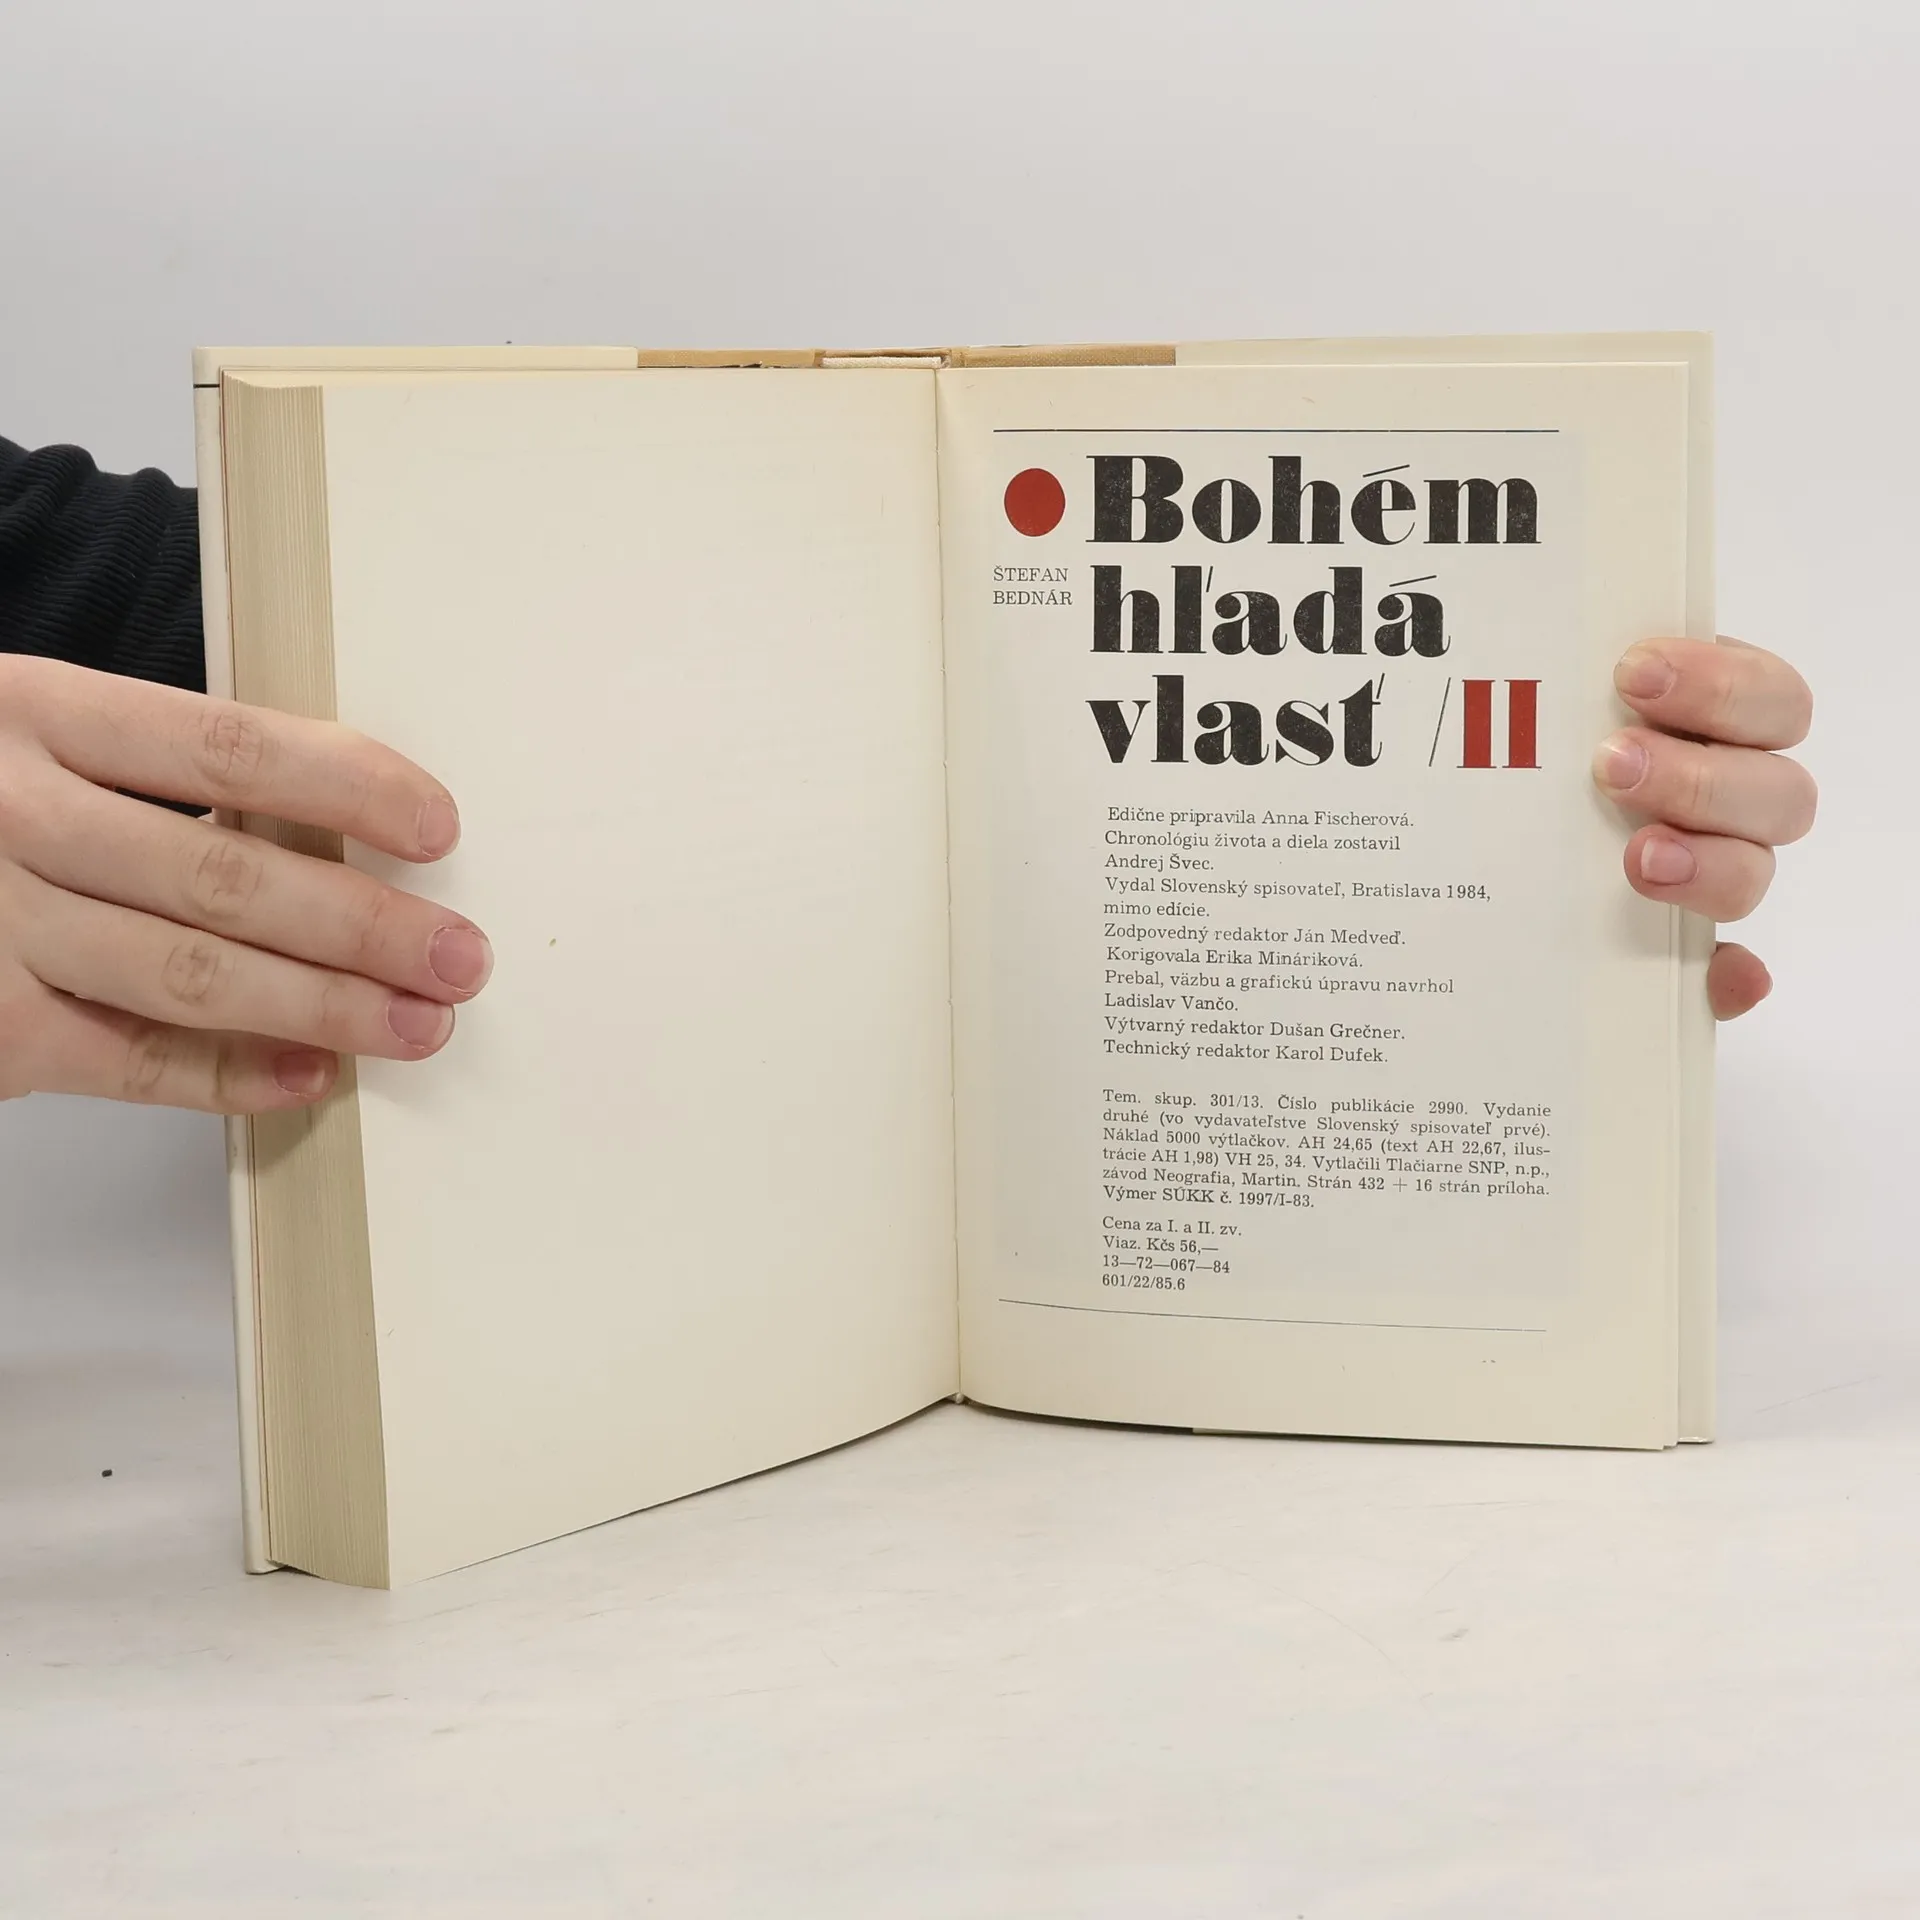 Bohém
hľadá
vlasť /II
ŠTEFAN
BEDNÁR
Edične pripravila Anna Fischerová.
Chronológiu života a diela zostavil
Andrej Švec.
Vydal Slovenský spisovateľ, Bratislava 1984,
mimo edície.
Zodpovedný redaktor Ján Medveď.
Korigovala Erika Mináriková.
Prebal, väzbu a grafickú úpravu navrhol
Ladislav Vančo.
Výtvarný redaktor Dušan Grečner.
Technický redaktor Karol Dufek.
Tem. skup. 301/13. Číslo publikácie 2990. Vydanie
druhé (vo vydavateľstve Slovenský spisovateľ prvé).
Náklad 5000 výtlačkov. AH 24,65 (text AH 22,67, ilus-
trácie AH 1,98) VH 25, 34. Vytlačili Tlačiarne SNP, n.p.,
závod Neografia, Martin. Strán 432 + 16 strán príloha.
Výmer SÚKK č. 1997/I-83.
Cena za I. a II. zv.
Viaz. Kčs 56,—
13—72—067—84
601/22/85.6